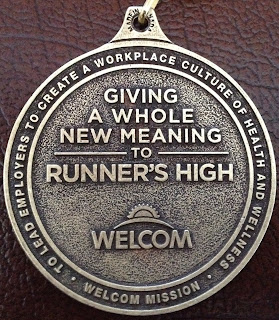 GIVING
A WHOLE
NEW MEANING
TO
RUNNER'S HIGH
WELCOM
• TO LEAD EMPLOYERS TO CREATE A WORKPLACE CULTURE OF HEALTH AND WELLNESS •
WELCOM MISSION